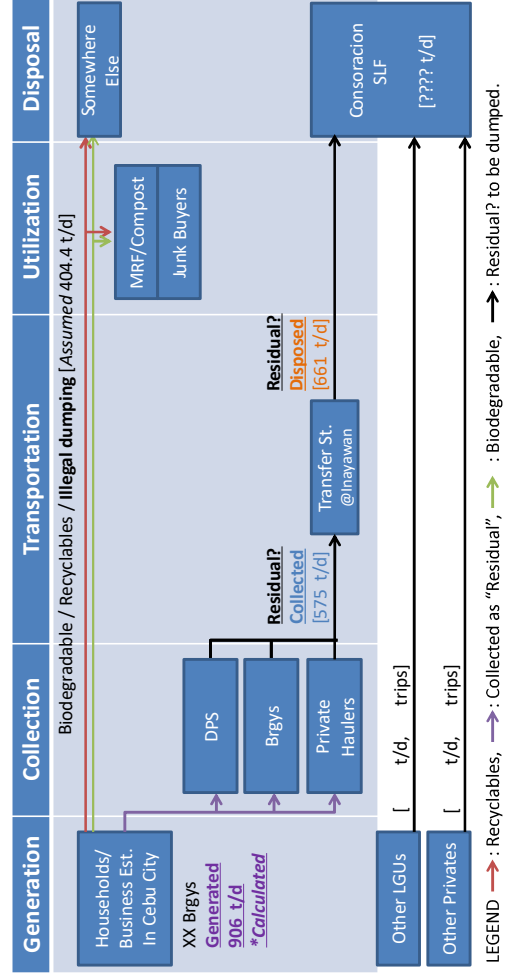 Generation
Collection
Transportation
Utilization
Disposal
Biodegradable / Recyclables / Illegal dumping [Assumed 404.4 t/d]
Households/
Business Est.
In Cebu City
XX Brgys
Generated
906 t/d
*Calculated
DPS
Brgys
Private
Haulers
Residual?
Collected
[575 t/d]
Transfer St.
@Inayawan
Residual?
Disposed
[661 t/d]
MRF/Compost
Junk Buyers
Somewhere
Else
Consoracion
SLF
[???? t/d]
Other LGUs
[ t/d, trips]
Other Privates
[ t/d, trips]
LEGEND : Recyclables, : Collected as “Residual”, : Biodegradable, : Residual? to be dumped.